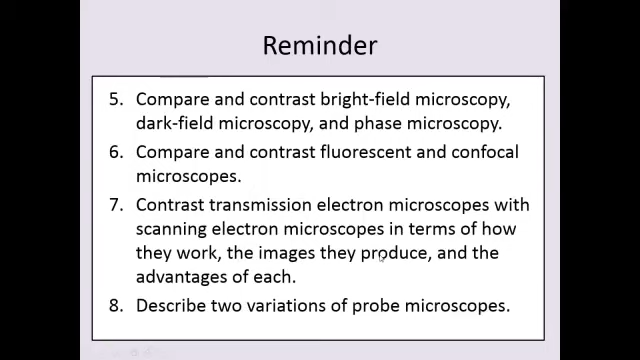 Reminder
5. Compare and contrast bright-field microscopy,
dark-field microscopy, and phase microscopy.
6. Compare and contrast fluorescent and confocal
microscopes.
7. Contrast transmission electron microscopes with
scanning electron microscopes in terms of how
they work, the images they produce, and the
advantages of each.
8. Describe two variations of probe microscopes.